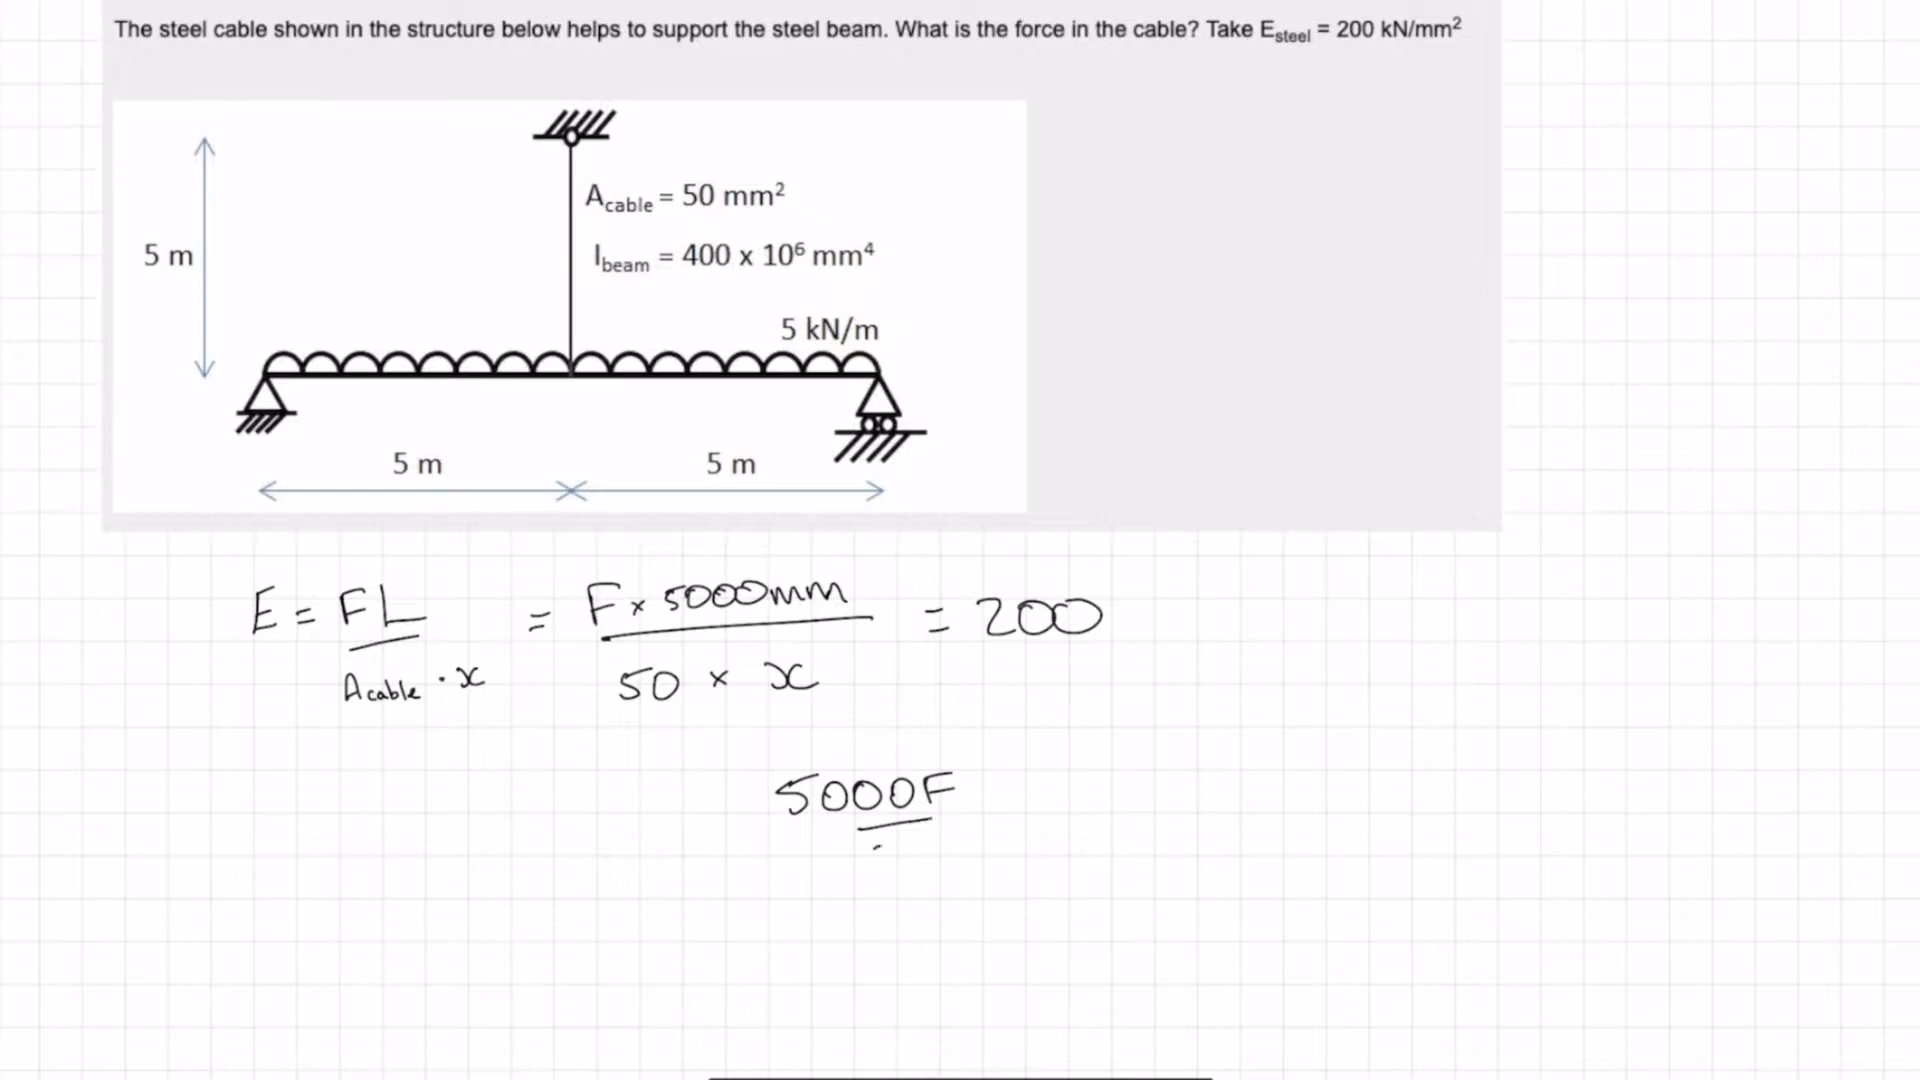 The steel cable shown in the structure below helps to support the steel beam. What is the force in the cable? Take Esteel = 200 kN/mm²
Acable = 50 mm²
5 m
Ibeam = 400 x 10⁶ mm⁴
5 kN/m
5 m
5 m
E = FL / Acable · x = F x 5000mm / 50 x x = 200
5000F